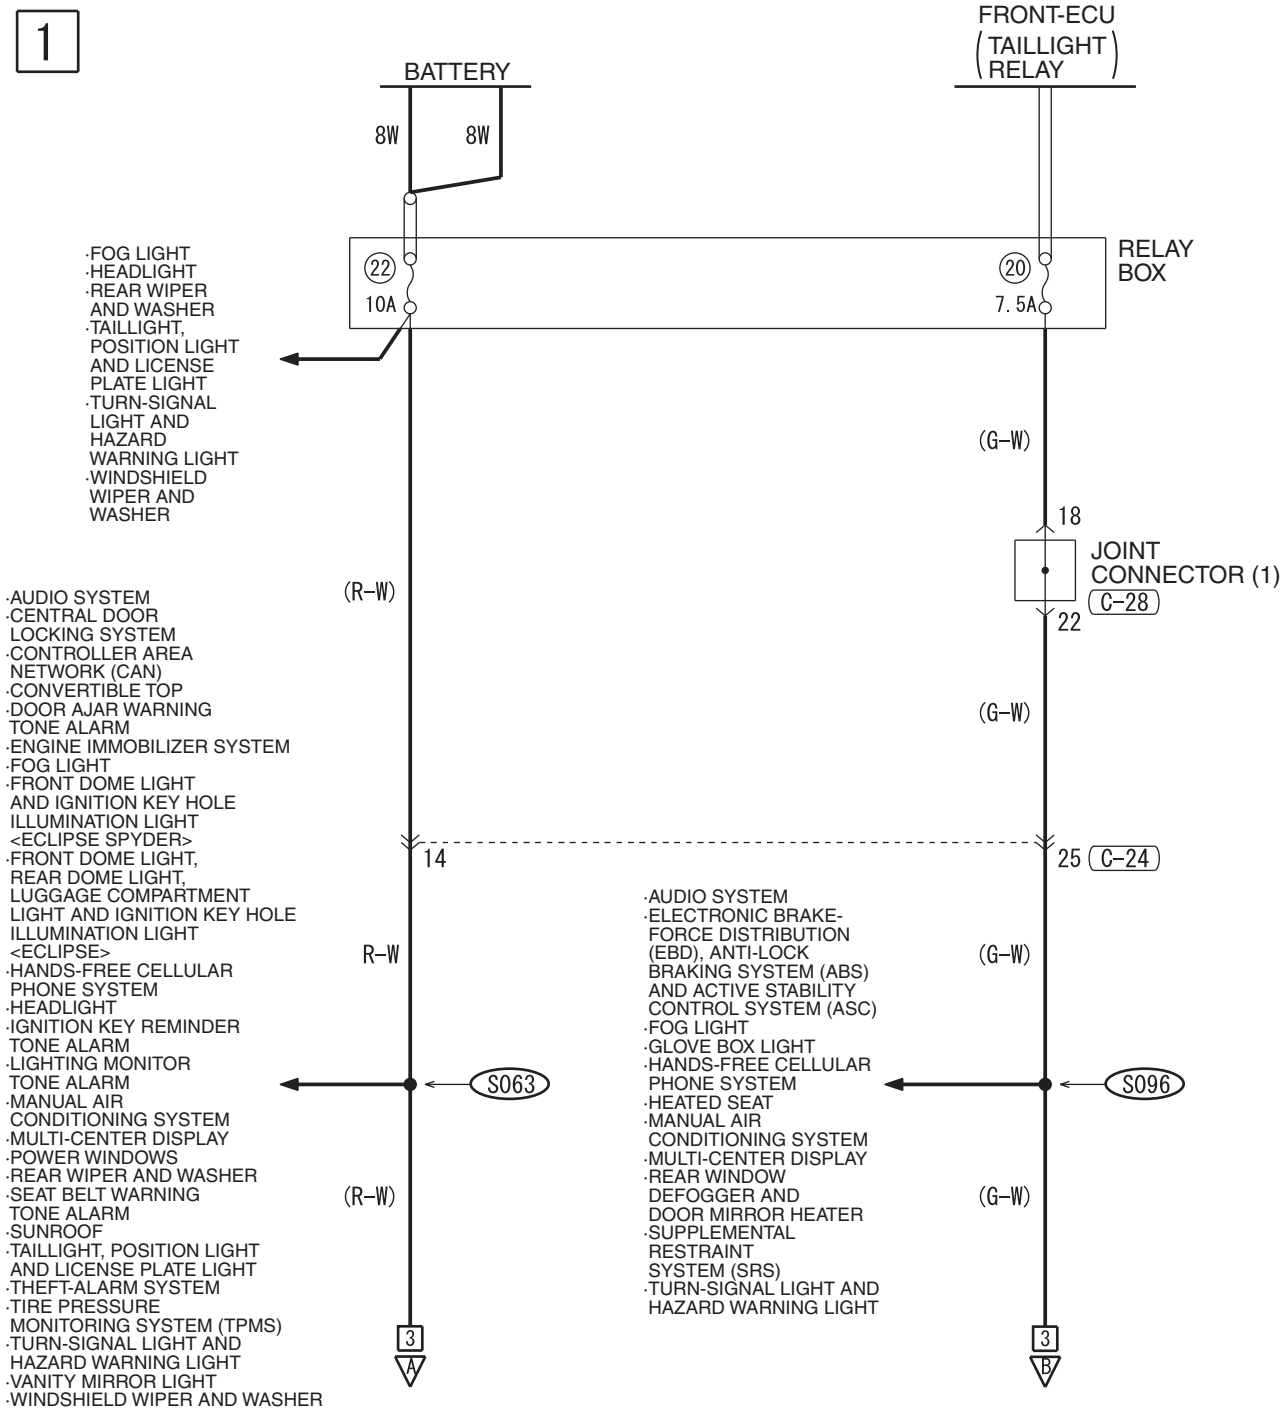 1
FRONT-ECU
(TAILLIGHT
RELAY)
BATTERY
8W
8W
·FOG LIGHT
·HEADLIGHT
·REAR WIPER
AND WASHER
·TAILLIGHT,
POSITION LIGHT
AND LICENSE
PLATE LIGHT
·TURN-SIGNAL
LIGHT AND
HAZARD
WARNING LIGHT
·WINDSHIELD
WIPER AND
WASHER
22
10A
20
7.5A
RELAY
BOX
(G-W)
18
JOINT
CONNECTOR (1)
C-28
22
(R-W)
(G-W)
·AUDIO SYSTEM
·CENTRAL DOOR
LOCKING SYSTEM
·CONTROLLER AREA
NETWORK (CAN)
·CONVERTIBLE TOP
·DOOR AJAR WARNING
TONE ALARM
·ENGINE IMMOBILIZER SYSTEM
·FOG LIGHT
·FRONT DOME LIGHT
AND IGNITION KEY HOLE
ILLUMINATION LIGHT
<ECLIPSE SPYDER>
·FRONT DOME LIGHT,
REAR DOME LIGHT,
LUGGAGE COMPARTMENT
LIGHT AND IGNITION KEY HOLE
ILLUMINATION LIGHT
<ECLIPSE>
·HANDS-FREE CELLULAR
PHONE SYSTEM
·HEADLIGHT
·IGNITION KEY REMINDER
TONE ALARM
·LIGHTING MONITOR
TONE ALARM
·MANUAL AIR
CONDITIONING SYSTEM
·MULTI-CENTER DISPLAY
·POWER WINDOWS
·REAR WIPER AND WASHER
·SEAT BELT WARNING
TONE ALARM
·SUNROOF
·TAILLIGHT, POSITION LIGHT
AND LICENSE PLATE LIGHT
·THEFT-ALARM SYSTEM
·TIRE PRESSURE
MONITORING SYSTEM (TPMS)
·TURN-SIGNAL LIGHT AND
HAZARD WARNING LIGHT
·VANITY MIRROR LIGHT
·WINDSHIELD WIPER AND WASHER
14
25 C-24
R-W
(G-W)
·AUDIO SYSTEM
·ELECTRONIC BRAKE-
FORCE DISTRIBUTION
(EBD), ANTI-LOCK
BRAKING SYSTEM (ABS)
AND ACTIVE STABILITY
CONTROL SYSTEM (ASC)
·FOG LIGHT
·GLOVE BOX LIGHT
·HANDS-FREE CELLULAR
PHONE SYSTEM
·HEATED SEAT
·MANUAL AIR
CONDITIONING SYSTEM
·MULTI-CENTER DISPLAY
·REAR WINDOW
DEFOGGER AND
DOOR MIRROR HEATER
·SUPPLEMENTAL
RESTRAINT
SYSTEM (SRS)
·TURN-SIGNAL LIGHT AND
HAZARD WARNING LIGHT
S063
S096
(R-W)
(G-W)
3
A
3
B